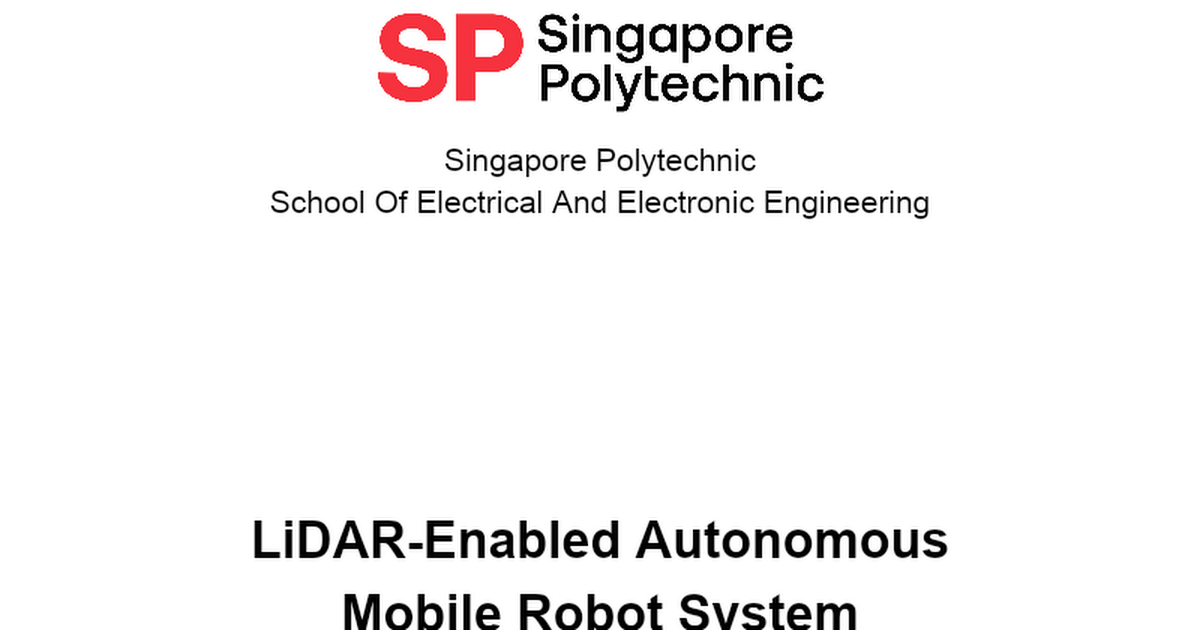 SP Singapore
Polytechnic
Singapore Polytechnic
School Of Electrical And Electronic Engineering
LiDAR-Enabled Autonomous
Mobile Robot System